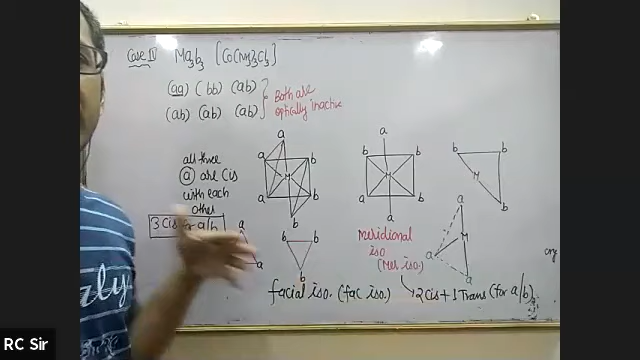 Case IV Ma3b3 [Co(NH3)3Cl3]
(aa) (bb) (ab)
(ab) (ab) (ab)
Both are
optically inactive
all three
a are cis
with each
other
3 Cis for a/b
a
a b
M
a b
b
a
b b
M
a
b b
M
b
a
a
b b
b
Meridional
iso
(Mer iso.)
a
M
a
a
facial iso. (fac iso.)
2 Cis + 1 Trans (for a/b)
RC Sir